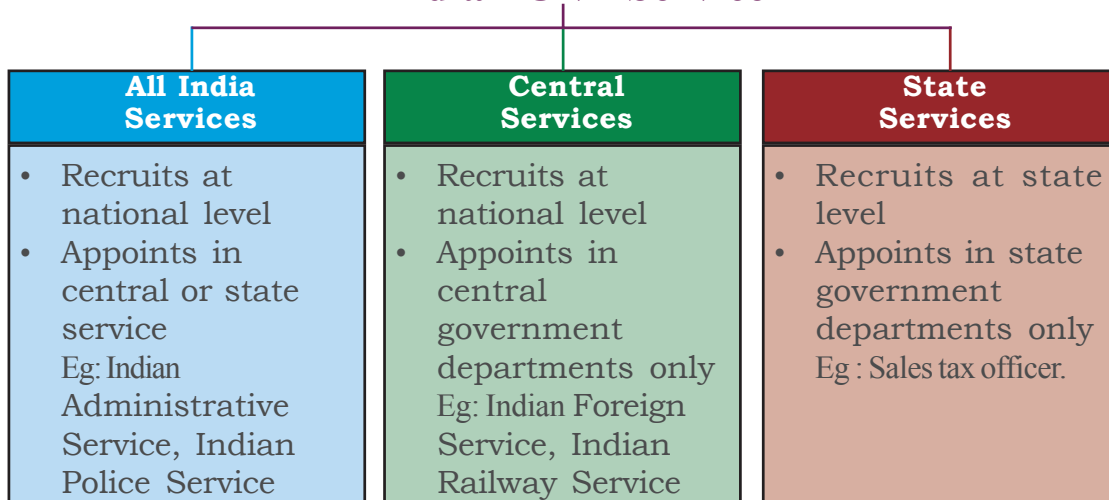 All India
Services
• Recruits at
national level
• Appoints in
central or state
service
Eg: Indian
Administrative
Service, Indian
Police Service
Central
Services
• Recruits at
national level
• Appoints in
central
government
departments only
Eg: Indian Foreign
Service, Indian
Railway Service
State
Services
• Recruits at state
level
• Appoints in state
government
departments only
Eg : Sales tax officer.